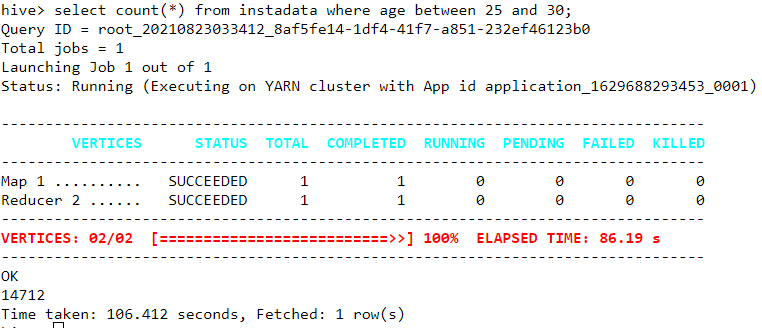 hive> select count(*) from instadata where age between 25 and 30;
Query ID = root_20210823033412_8af5fe14-1df4-41f7-a851-232ef46123b0
Total jobs = 1
Launching Job 1 out of 1
Status: Running (Executing on YARN cluster with App id application_1629688293453_0001)
--------------------------------------------------------------------------------
VERTICES STATUS TOTAL COMPLETED RUNNING PENDING FAILED KILLED
--------------------------------------------------------------------------------
Map 1 .......... SUCCEEDED 1 1 0 0 0 0
Reducer 2 ...... SUCCEEDED 1 1 0 0 0 0
--------------------------------------------------------------------------------
VERTICES: 02/02 [==========================>>] 100% ELAPSED TIME: 86.19 s
--------------------------------------------------------------------------------
OK
14712
Time taken: 106.412 seconds, Fetched: 1 row(s)